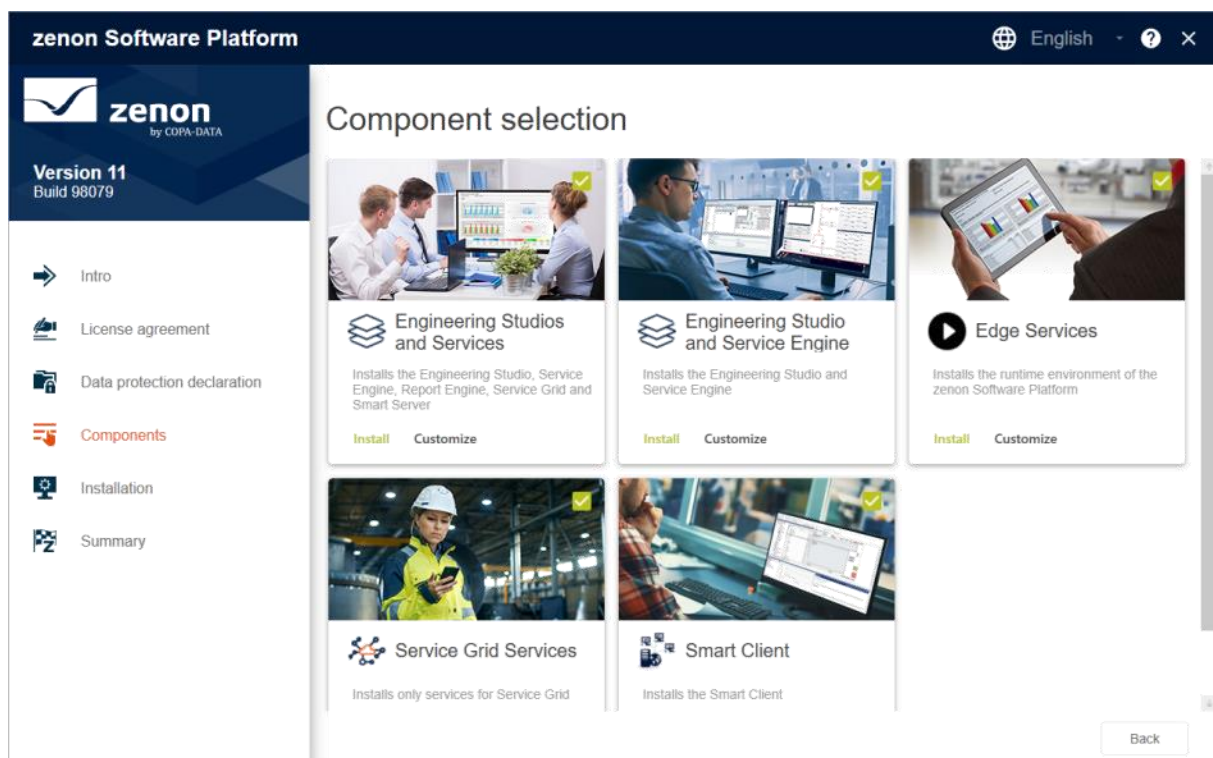 zenon Software Platform
English
zenon
by COPA-DATA
Version 11
Build 98079
Intro
License agreement
Data protection declaration
Components
Installation
Summary
Component selection
Engineering Studios
and Services
Installs the Engineering Studio, Service
Engine, Report Engine, Service Grid and
Smart Server
Install Customize
Engineering Studio
and Service Engine
Installs the Engineering Studio and
Service Engine
Install Customize
Edge Services
Installs the runtime environment of the
zenon Software Platform
Install Customize
Service Grid Services
Installs only services for Service Grid
Smart Client
Installs the Smart Client
Back